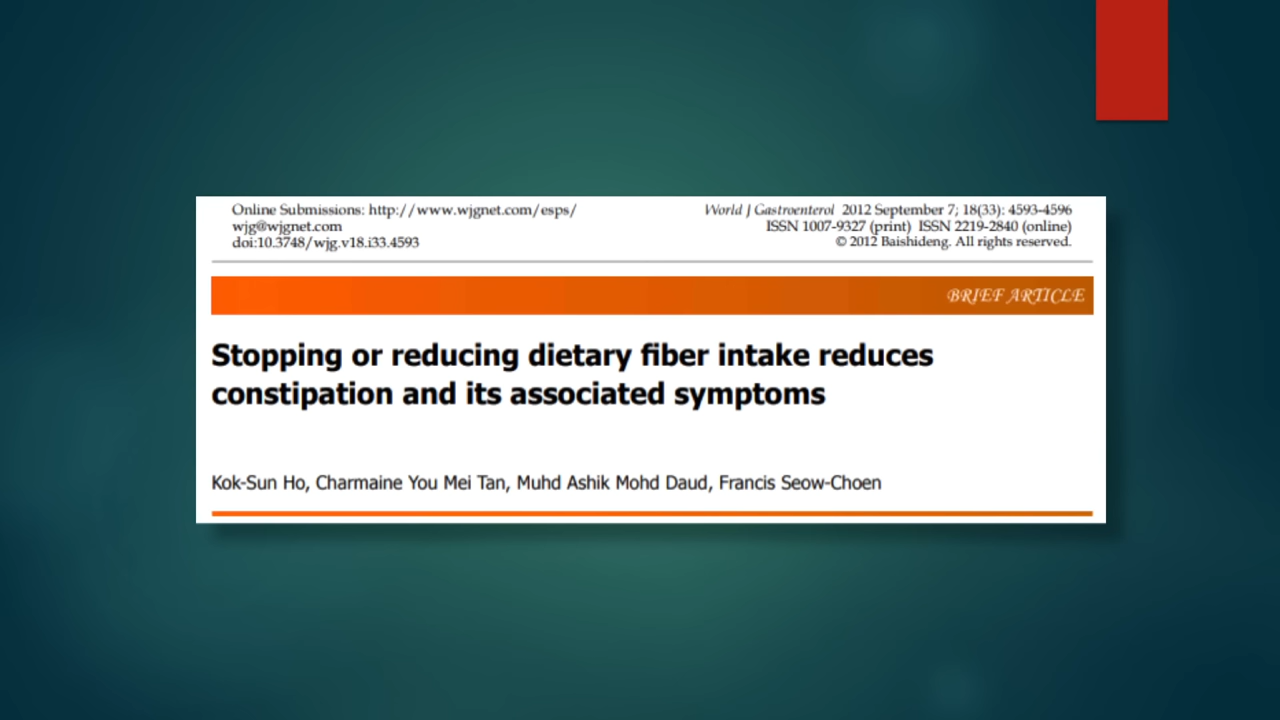 Online Submissions: http://www.wjgnet.com/esps/
wjg@wjgnet.com
doi:10.3748/wjg.v18.i33.4593
World J Gastroenterol 2012 September 7; 18(33): 4593-4596
ISSN 1007-9327 (print) ISSN 2219-2840 (online)
© 2012 Baishideng. All rights reserved.
BRIEF ARTICLE
Stopping or reducing dietary fiber intake reduces
constipation and its associated symptoms
Kok-Sun Ho, Charmaine You Mei Tan, Muhd Ashik Mohd Daud, Francis Seow-Choen